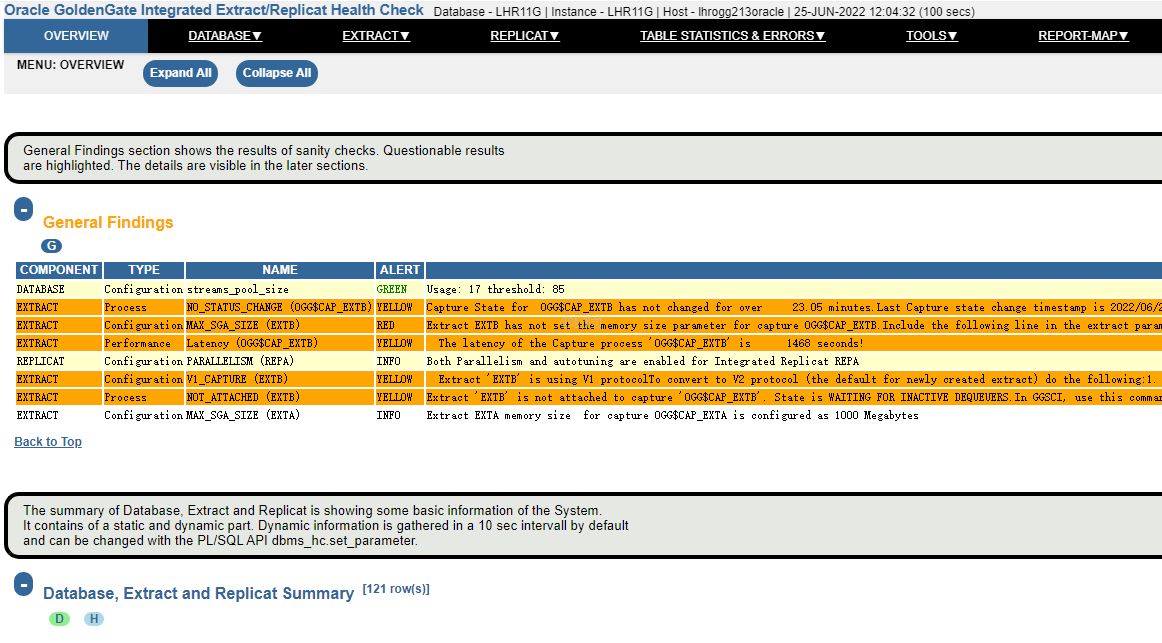 Oracle GoldenGate Integrated Extract/Replicat Health Check Database - LHR11G | Instance - LHR11G | Host - lhrogg213oracle | 25-JUN-2022 12:04:32 (100 secs)
OVERVIEW DATABASE▼ EXTRACT▼ REPLICAT▼ TABLE STATISTICS & ERRORS▼ TOOLS▼ REPORT-MAP▼
MENU: OVERVIEW Expand All Collapse All
General Findings section shows the results of sanity checks. Questionable results
are highlighted. The details are visible in the later sections.
-
General Findings
G
COMPONENT TYPE NAME ALERT
DATABASE Configuration streams_pool_size GREEN Usage: 17 threshold: 85
EXTRACT Process NO_STATUS_CHANGE (OGG$CAP_EXTB) YELLOW Capture State for OGG$CAP_EXTB has not changed for over 23.05 minutes.Last Capture state change timestamp is 2022/06/2
EXTRACT Configuration MAX_SGA_SIZE (EXTB) RED Extract EXTB has not set the memory size parameter for capture OGG$CAP_EXTB.Include the following line in the extract param
EXTRACT Performance Latency (OGG$CAP_EXTB) YELLOW The latency of the Capture process 'OGG$CAP_EXTB' is 1468 seconds!
REPLICAT Configuration PARALLELISM (REPA) INFO Both Parallelism and autotuning are enabled for Integrated Replicat REPA
EXTRACT Configuration V1_CAPTURE (EXTB) YELLOW Extract 'EXTB' is using V1 protocolTo convert to V2 protocol (the default for newly created extract) do the following:1.
EXTRACT Process NOT_ATTACHED (EXTB) YELLOW Extract 'EXTB' is not attached to capture 'OGG$CAP_EXTB'. State is WAITING FOR INACTIVE DEQUEUERS.In GGSCI, use this comman
EXTRACT Configuration MAX_SGA_SIZE (EXTA) INFO Extract EXTA memory size for capture OGG$CAP_EXTA is configured as 1000 Megabytes
Back to Top
The summary of Database, Extract and Replicat is showing some basic information of the System.
It contains of a static and dynamic part. Dynamic information is gathered in a 10 sec intervall by default
and can be changed with the PL/SQL API dbms_hc.set_parameter.
-
Database, Extract and Replicat Summary [121 row(s)]
D H